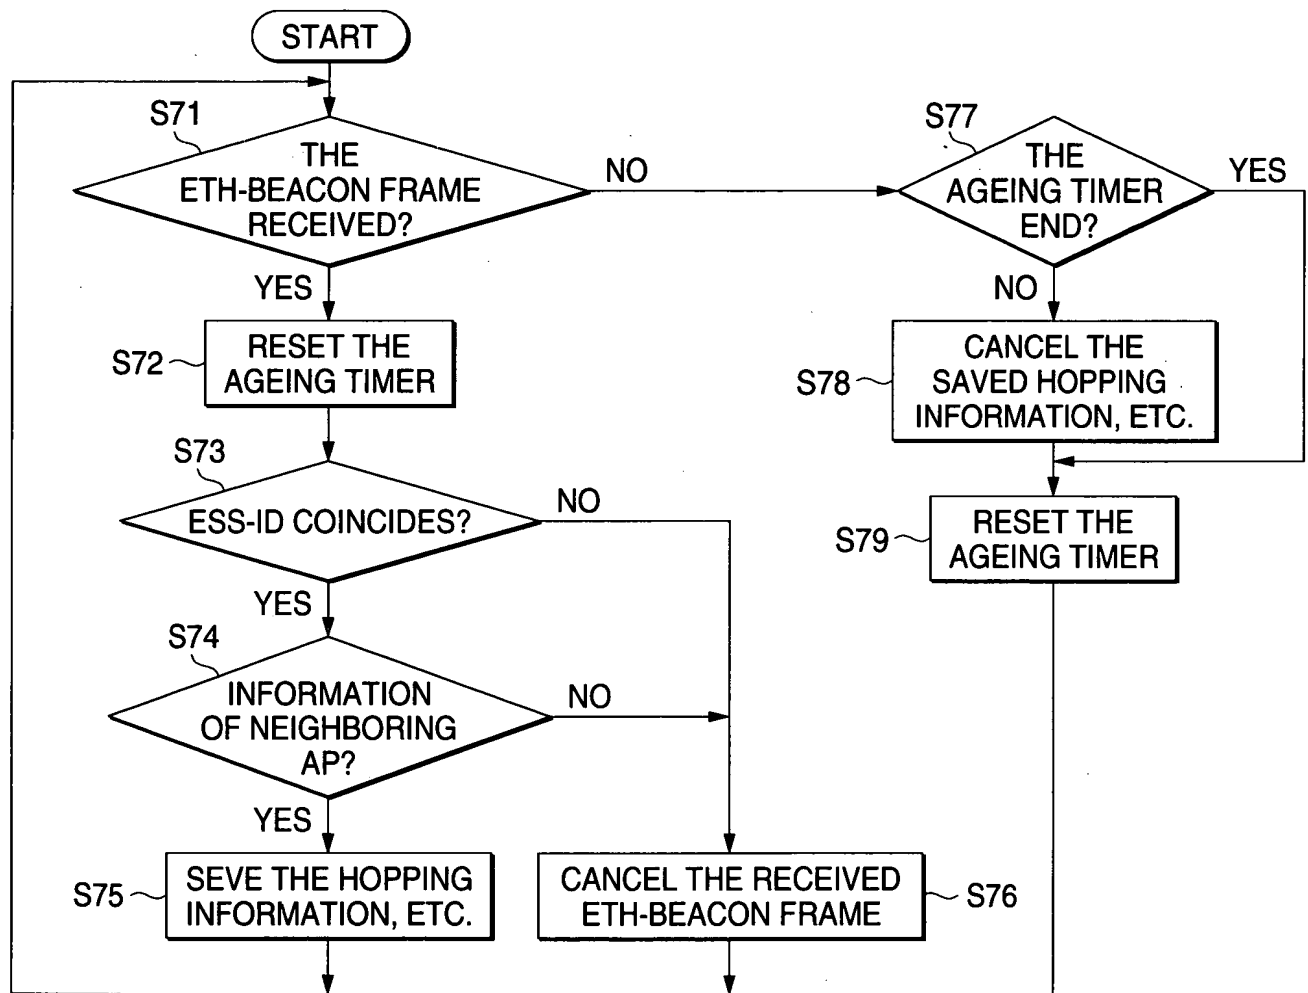 START
S71
THE
ETH-BEACON FRAME
RECEIVED?
NO
YES
S72
RESET THE
AGEING TIMER
S73
ESS-ID COINCIDES?
NO
YES
S74
INFORMATION
OF NEIGHBORING
AP?
NO
YES
S75
SEVE THE HOPPING
INFORMATION, ETC.
CANCEL THE RECEIVED
ETH-BEACON FRAME
S76
S77
THE
AGEING TIMER
END?
YES
NO
S78
CANCEL THE
SAVED HOPPING
INFORMATION, ETC.
S79
RESET THE
AGEING TIMER